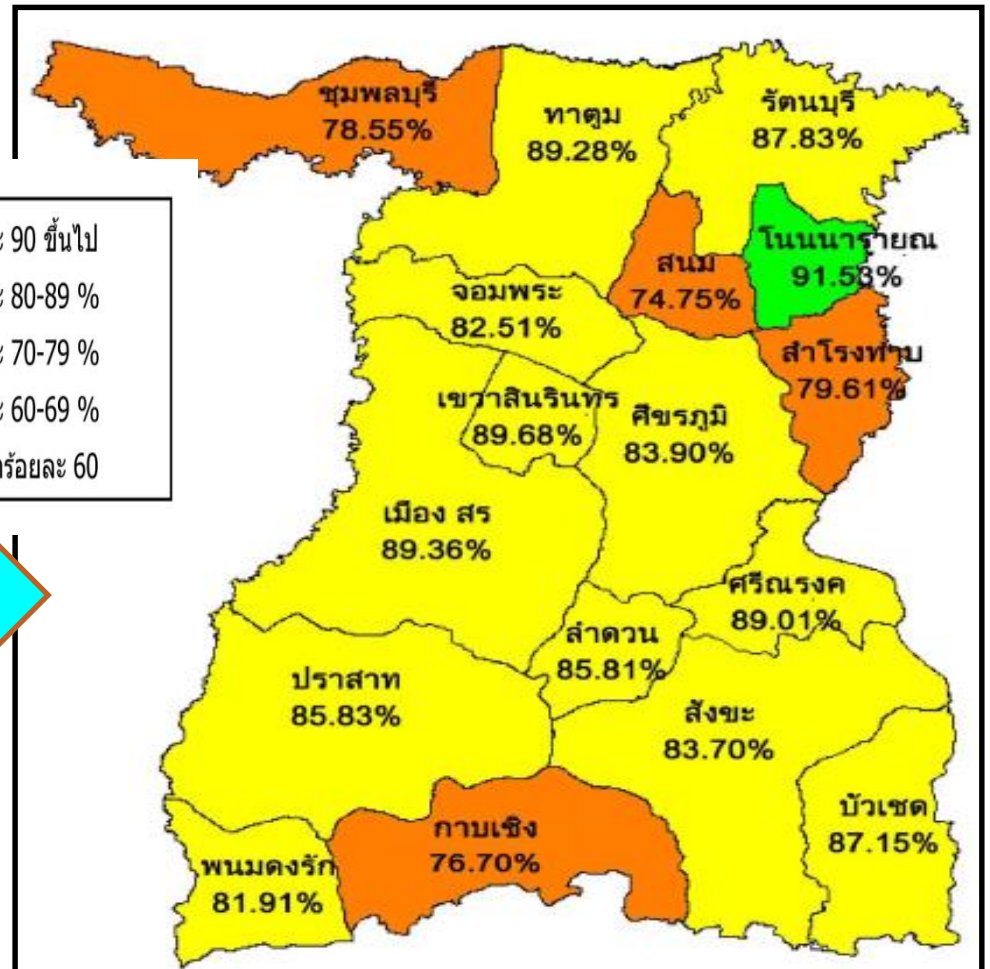 ชุมพลบุรี
78.55%
ทาตูม
89.28%
รัตนบุรี
87.83%
90 ขึ้นไป
80-89 %
70-79 %
60-69 %
ร้อยละ 60
สนม
74.75%
โนนนารายณ
91.53%
จอมพระ
82.51%
สำโรงทาบ
79.61%
เขวาสินรินทร
89.68%
ศีขรภูมิ
83.90%
เมือง สร
89.36%
ศรีณรงค
89.01%
ลำดวน
85.81%
ปราสาท
85.83%
สังขะ
83.70%
บัวเชด
87.15%
กาบเชิง
76.70%
พนมดงรัก
81.91%